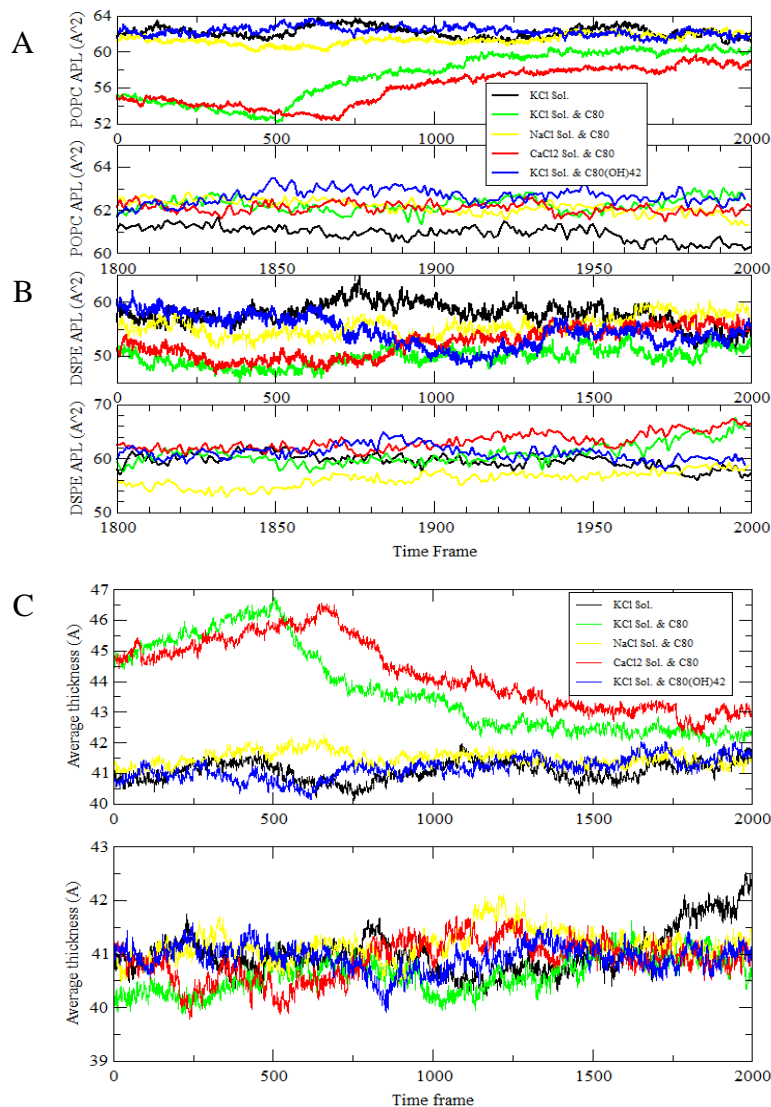 A
POPC APL (A^2)
64
60
56
52
0
500
1000
1500
2000
KCl Sol.
KCl Sol. & C80
NaCl Sol. & C80
CaCl2 Sol. & C80
KCl Sol. & C80(OH)42
POPC APL (A^2)
64
62
60
1800
1850
1900
1950
2000
B
DSPE APL (A^2)
60
50
0
500
1000
1500
2000
DSPE APL (A^2)
70
60
50
1800
1850
1900
1950
2000
Time Frame
C
Average thickness (A)
47
46
45
44
43
42
41
40
KCl Sol.
KCl Sol. & C80
NaCl Sol. & C80
CaCl2 Sol. & C80
KCl Sol. & C80(OH)42
0
500
1000
1500
2000
Average thickness (A)
43
42
41
40
39
0
500
1000
1500
2000
Time frame